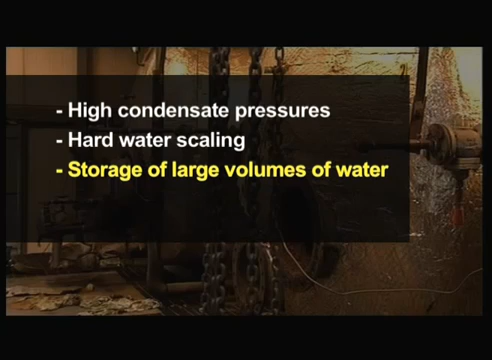 - High condensate pressures
- Hard water scaling
- Storage of large volumes of water